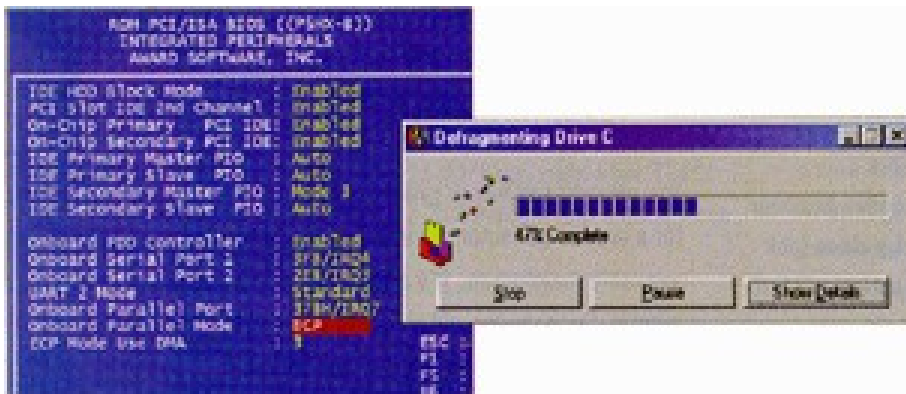 ROM PCI/ISA BIOS ((P5HX-B))
INTEGRATED PERIPHERALS
AWARD SOFTWARE, INC.
IDE HDD Block Mode : Enabled
PCI Slot IDE 2nd Channel : Enabled
On-Chip Primary PCI IDE: Enabled
On-Chip Secondary PCI IDE: Enabled
IDE Primary Master PIO : Auto
IDE Primary Slave PIO : Auto
IDE Secondary Master PIO : Mode 3
IDE Secondary Slave PIO : Auto
Onboard FDD Controller : Enabled
Onboard Serial Port 1 : 3F8/IRQ4
Onboard Serial Port 2 : 2F8/IRQ3
UART 2 Mode : Standard
Onboard Parallel Port : 378H/IRQ7
Onboard Parallel Mode : ECP
ECP Mode Use DMA : 3
ESC :
F1 :
F5 :
Defragmenting Drive C
47% Complete
Stop
Pause
Show Details